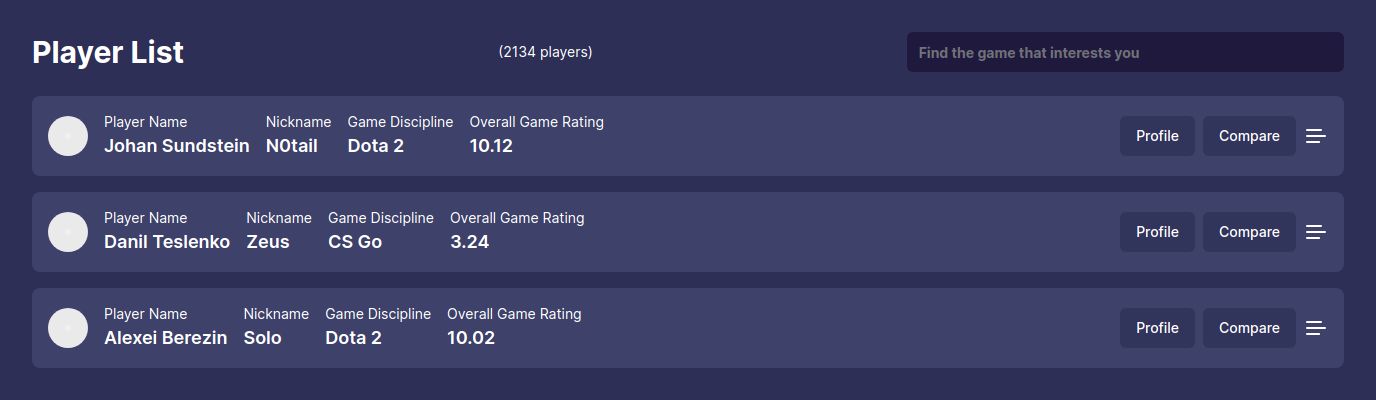 Player List
(2134 players)
Find the game that interests you
Player Name Nickname Game Discipline Overall Game Rating
Johan Sundstein N0tail Dota 2 10.12
Profile Compare
Player Name Nickname Game Discipline Overall Game Rating
Danil Teslenko Zeus CS Go 3.24
Profile Compare
Player Name Nickname Game Discipline Overall Game Rating
Alexei Berezin Solo Dota 2 10.02
Profile Compare